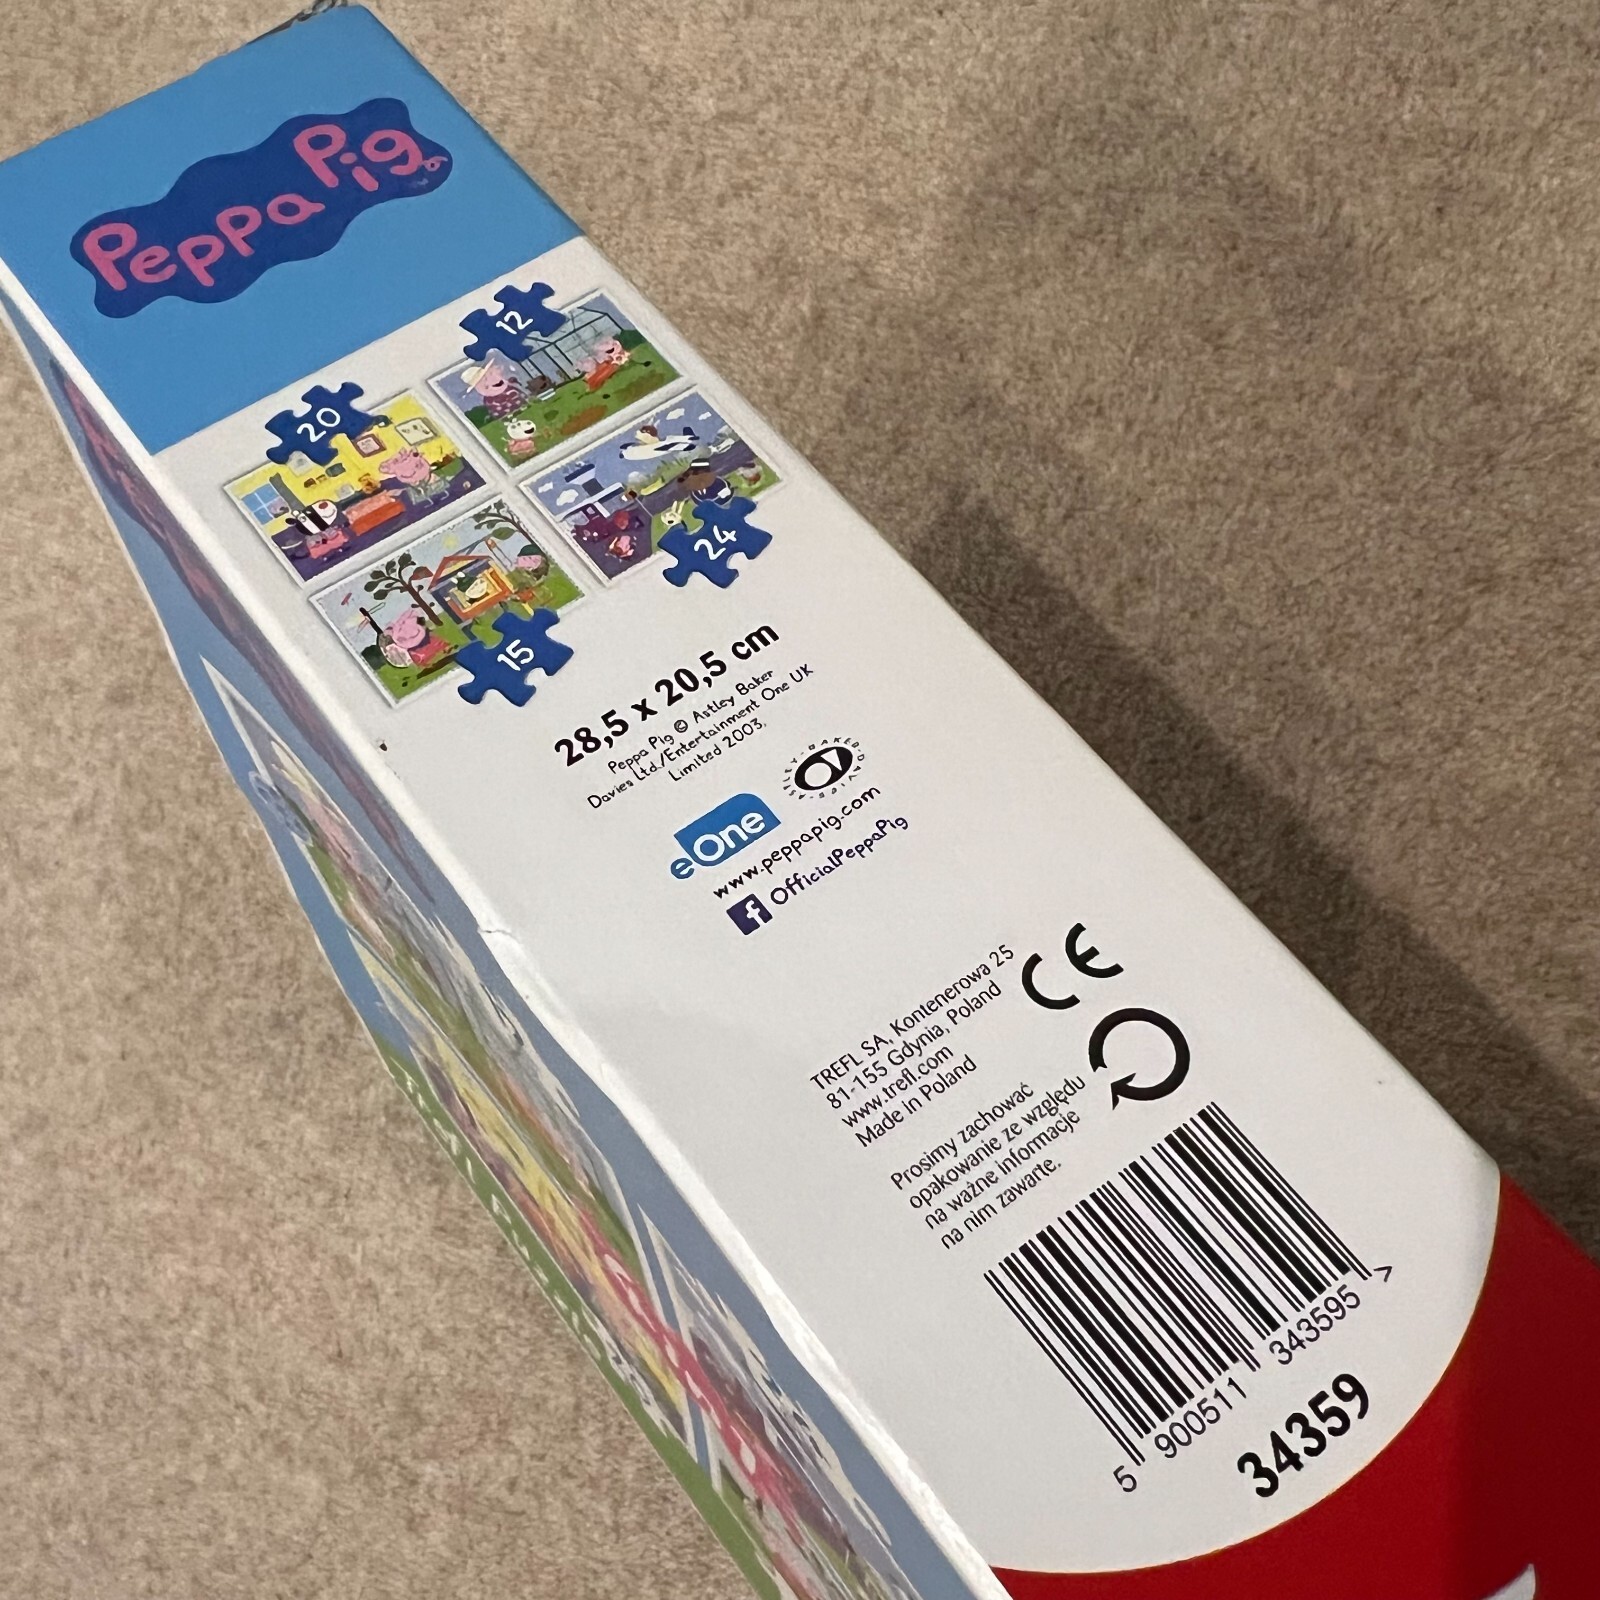 Peppa Pig
12
20
24
15
28,5 x 20,5 cm
Peppa Pig © Astley Baker
Davies Ltd/Entertainment One UK
Limited 2003.
ASTLEY · BAKER · DAVIES
eOne
www.peppapig.com
f OfficialPeppaPig
CE
TREFL SA, Kontenerowa 25
81-155 Gdynia, Poland
www.trefl.com
Made in Poland
Prosimy zachować
opakowanie ze względu
na ważne informacje
na nim zawarte.
5 900511 343595 >
34359